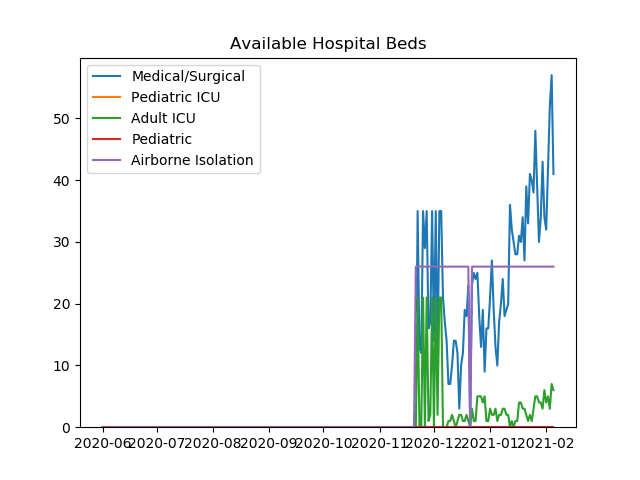 Available Hospital Beds
Medical/Surgical
Pediatric ICU
Adult ICU
Pediatric
Airborne Isolation
50
40
30
20
10
0
2020-06 2020-07 2020-08 2020-09 2020-10 2020-11 2020-12 2021-01 2021-02